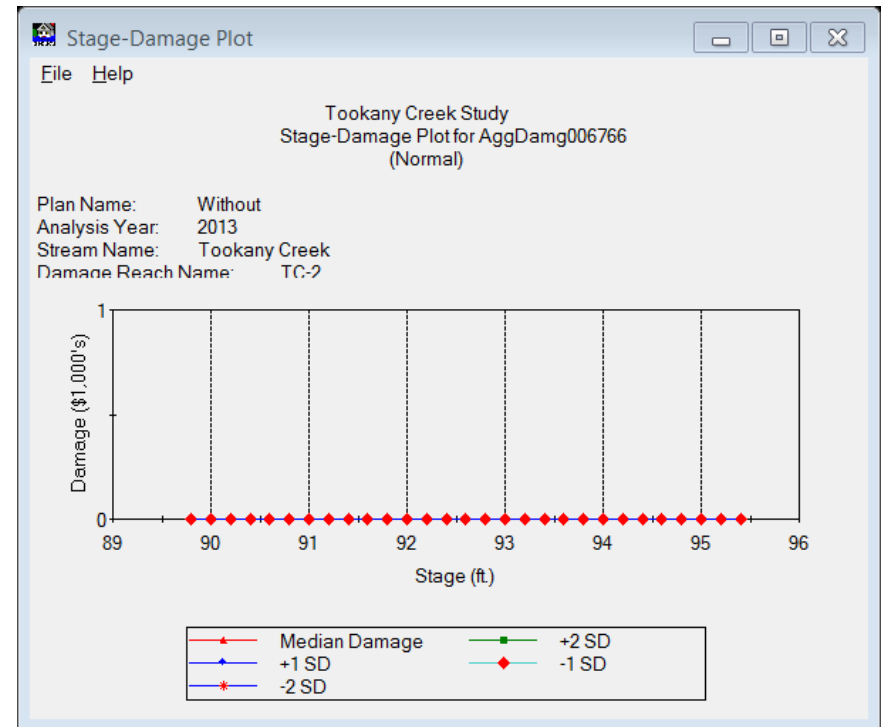 Stage-Damage Plot
File Help
Tookany Creek Study
Stage-Damage Plot for AggDamg006766
(Normal)
Plan Name: Without
Analysis Year: 2013
Stream Name: Tookany Creek
Damage Reach Name: TC-2
1
Damage ($1,000's)
0
89 90 91 92 93 94 95 96
Stage (ft.)
Median Damage +2 SD
+1 SD -1 SD
-2 SD